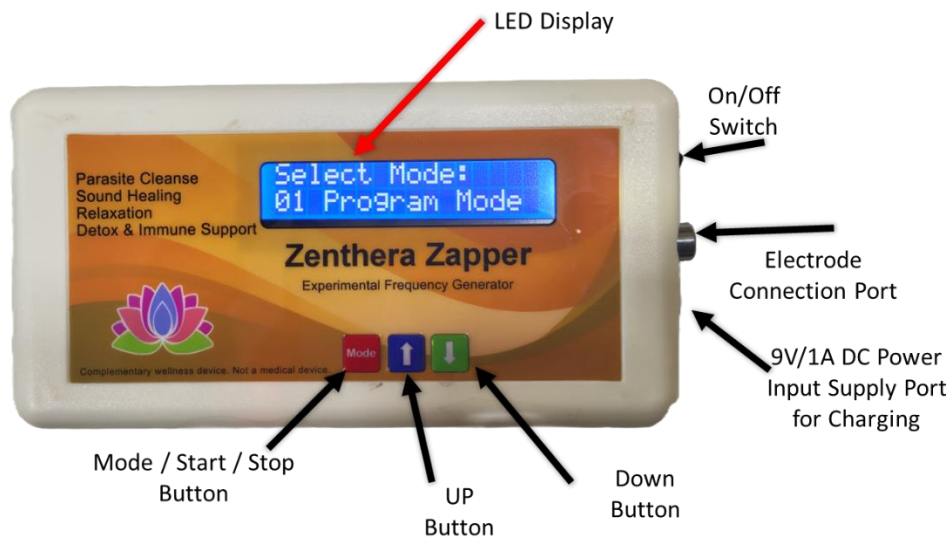 LED Display
On/Off
Switch
Select Mode:
01 Program Mode
Parasite Cleanse
Sound Healing
Relaxation
Detox & Immune Support
Zenthera Zapper
Experimental Frequency Generator
Electrode
Connection Port
Mode
Complementary wellness device. Not a medical device.
9V/1A DC Power
Input Supply Port
for Charging
Mode / Start / Stop
Button
UP
Button
Down
Button